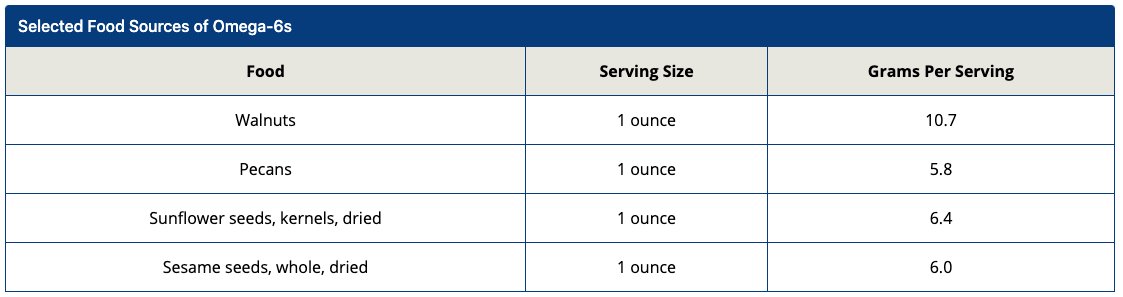 Selected Food Sources of Omega-6s
Food Serving Size Grams Per Serving
Walnuts 1 ounce 10.7
Pecans 1 ounce 5.8
Sunflower seeds, kernels, dried 1 ounce 6.4
Sesame seeds, whole, dried 1 ounce 6.0